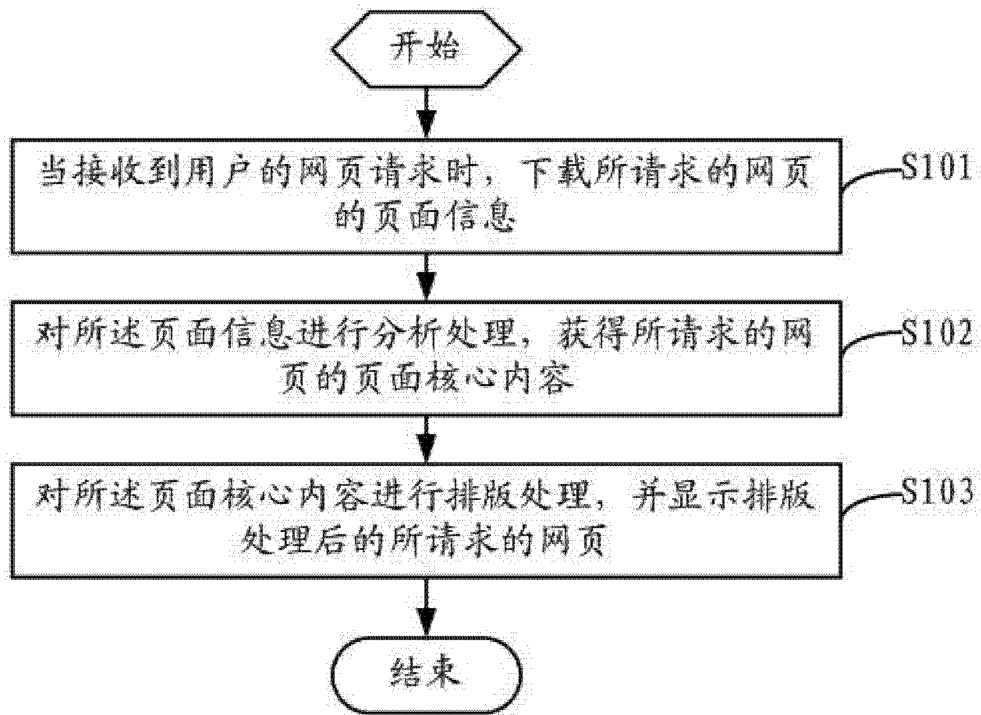 开始
当接收到用户的网页请求时，下载所请求的网页
的页面信息
S101
对所述页面信息进行分析处理，获得所请求的网
页的页面核心内容
S102
对所述页面核心内容进行排版处理，并显示排版
处理后的所请求的网页
S103
结束